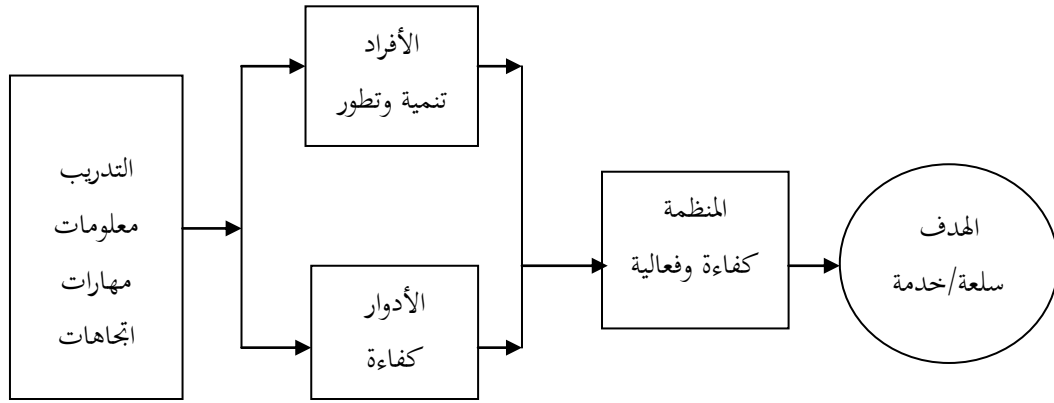 التدريب
معلومات
مهارات
اتجاهات
الأفراد
تنمية وتطور
الأدوار
كفاءة
المنظمة
كفاءة وفعالية
الهدف
سلعة/خدمة